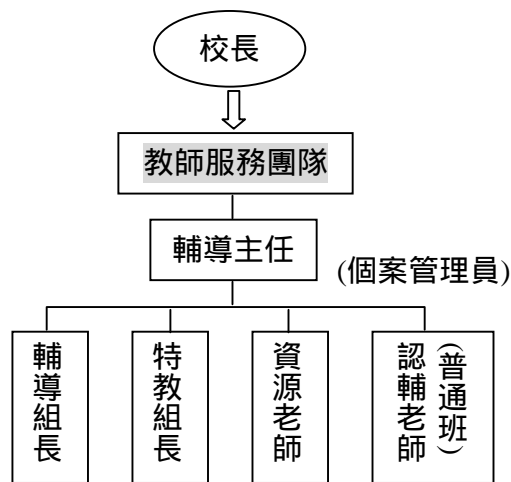 校長
教師服務團隊
輔導主任
(個案管理員)
輔導組長
特教組長
資源老師
認輔老師
(普通班)